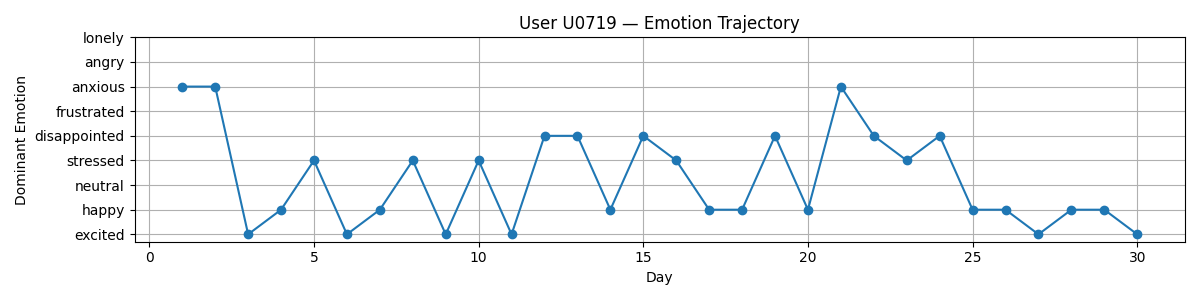 User U0719 — Emotion Trajectory
Dominant Emotion
lonely
angry
anxious
frustrated
disappointed
stressed
neutral
happy
excited
0 5 10 15 20 25 30
Day